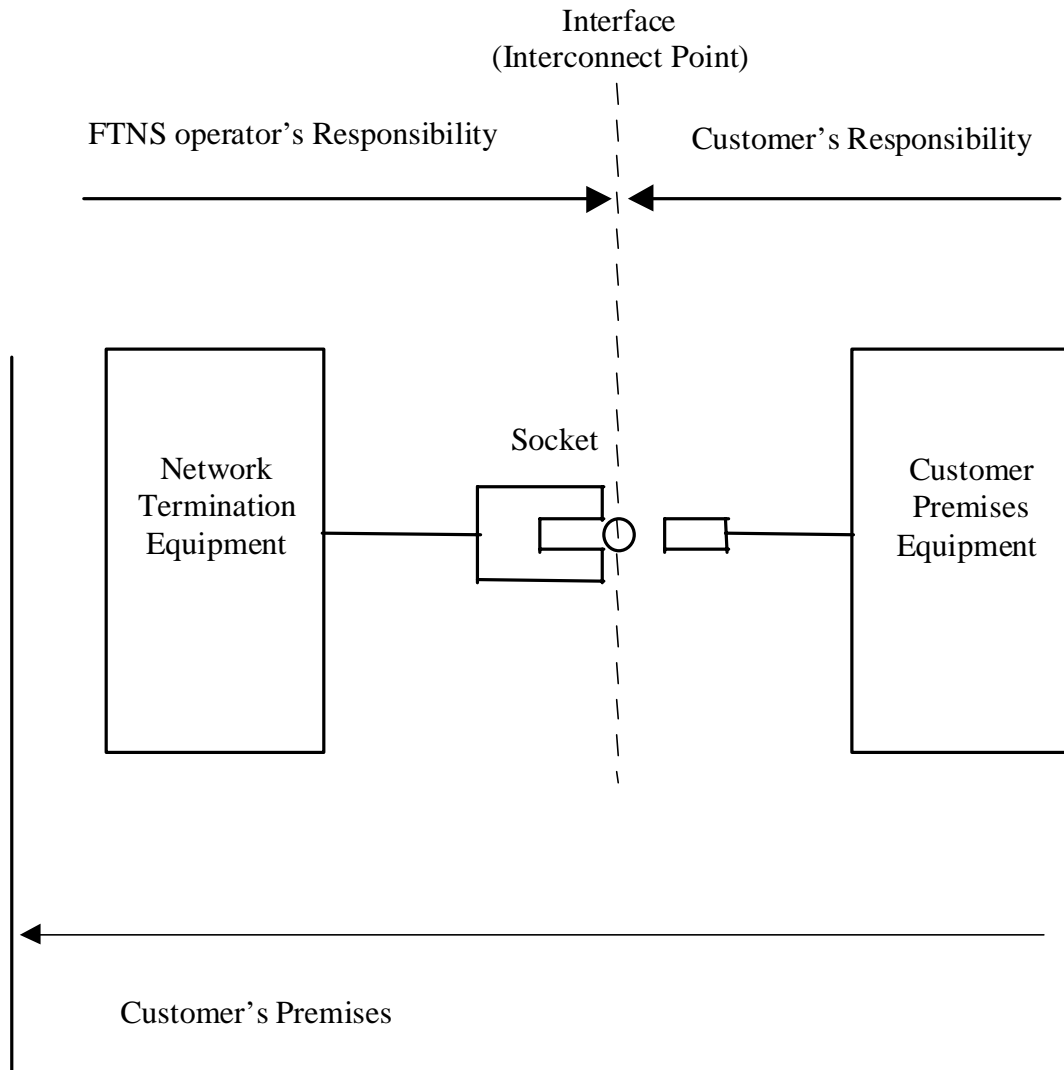 Interface
(Interconnect Point)
FTNS operator’s Responsibility
Customer’s Responsibility
Socket
Network
Termination
Equipment
Customer
Premises
Equipment
Customer’s Premises